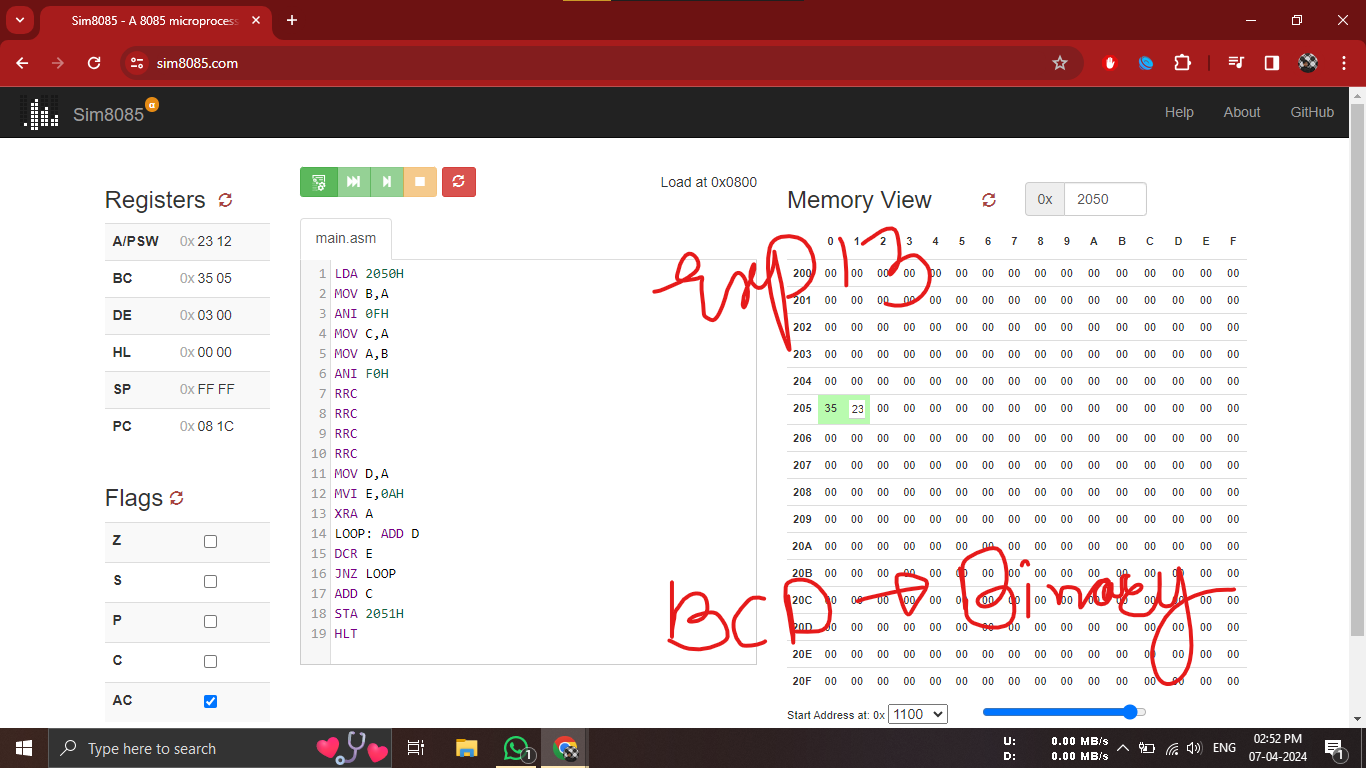 Sim8085 - A 8085 microprocess
sim8085.com
Sim8085 α
Help About GitHub
Registers
A/PSW 0x 23 12
BC 0x 35 05
DE 0x 03 00
HL 0x 00 00
SP 0x FF FF
PC 0x 08 1C
Flags
Z
S
P
C
AC
Load at 0x0800
main.asm
1 LDA 2050H
2 MOV B,A
3 ANI 0FH
4 MOV C,A
5 MOV A,B
6 ANI F0H
7 RRC
8 RRC
9 RRC
10 RRC
11 MOV D,A
12 MVI E,0AH
13 XRA A
14 LOOP: ADD D
15 DCR E
16 JNZ LOOP
17 ADD C
18 STA 2051H
19 HLT
Memory View 0x 2050
0 1 2 3 4 5 6 7 8 9 A B C D E F
200 00 00 00 00 00 00 00 00 00 00 00 00 00 00 00 00
201 00 00 00 00 00 00 00 00 00 00 00 00 00 00 00 00
202 00 00 00 00 00 00 00 00 00 00 00 00 00 00 00 00
203 00 00 00 00 00 00 00 00 00 00 00 00 00 00 00 00
204 00 00 00 00 00 00 00 00 00 00 00 00 00 00 00 00
205 35 23 00 00 00 00 00 00 00 00 00 00 00 00 00 00
206 00 00 00 00 00 00 00 00 00 00 00 00 00 00 00 00
207 00 00 00 00 00 00 00 00 00 00 00 00 00 00 00 00
208 00 00 00 00 00 00 00 00 00 00 00 00 00 00 00 00
209 00 00 00 00 00 00 00 00 00 00 00 00 00 00 00 00
20A 00 00 00 00 00 00 00 00 00 00 00 00 00 00 00 00
20B 00 00 00 00 00 00 00 00 00 00 00 00 00 00 00 00
20C 00 00 00 00 00 00 00 00 00 00 00 00 00 00 00 00
20D 00 00 00 00 00 00 00 00 00 00 00 00 00 00 00 00
20E 00 00 00 00 00 00 00 00 00 00 00 00 00 00 00 00
20F 00 00 00 00 00 00 00 00 00 00 00 00 00 00 00 00
Start Address at: 0x 1100
exp 13
BCD → Binary
Type here to search
1
U: 0.00 MB/s
D: 0.00 MB/s
ENG
02:52 PM
07-04-2024
1